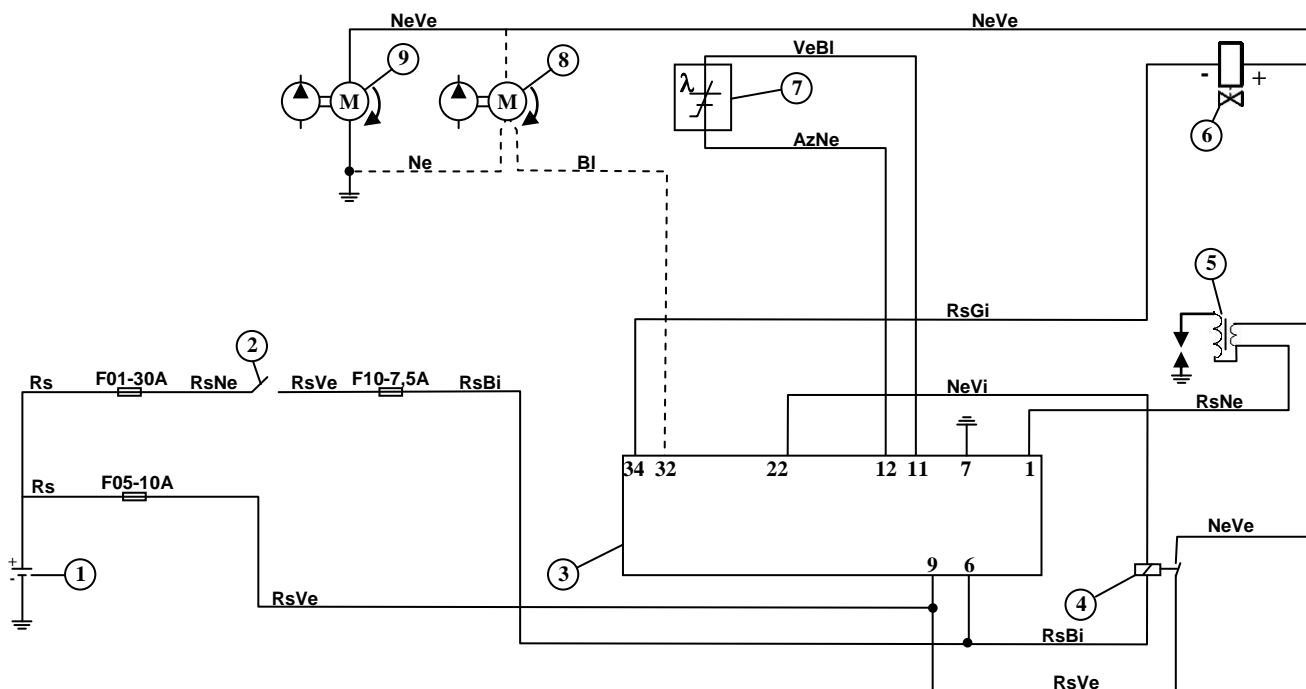 NeVe NeVe
9 8 VeBl 7 - + 6
M M λ
AzNe
Ne Bl
5
RsGi
2
Rs F01-30A RsNe RsVe F10-7,5A RsBi NeVi RsNe
34 32 22 12 11 7 1
Rs F05-10A
NeVe
+
- 1 3 9 6 4
RsVe
RsBi
RsVe